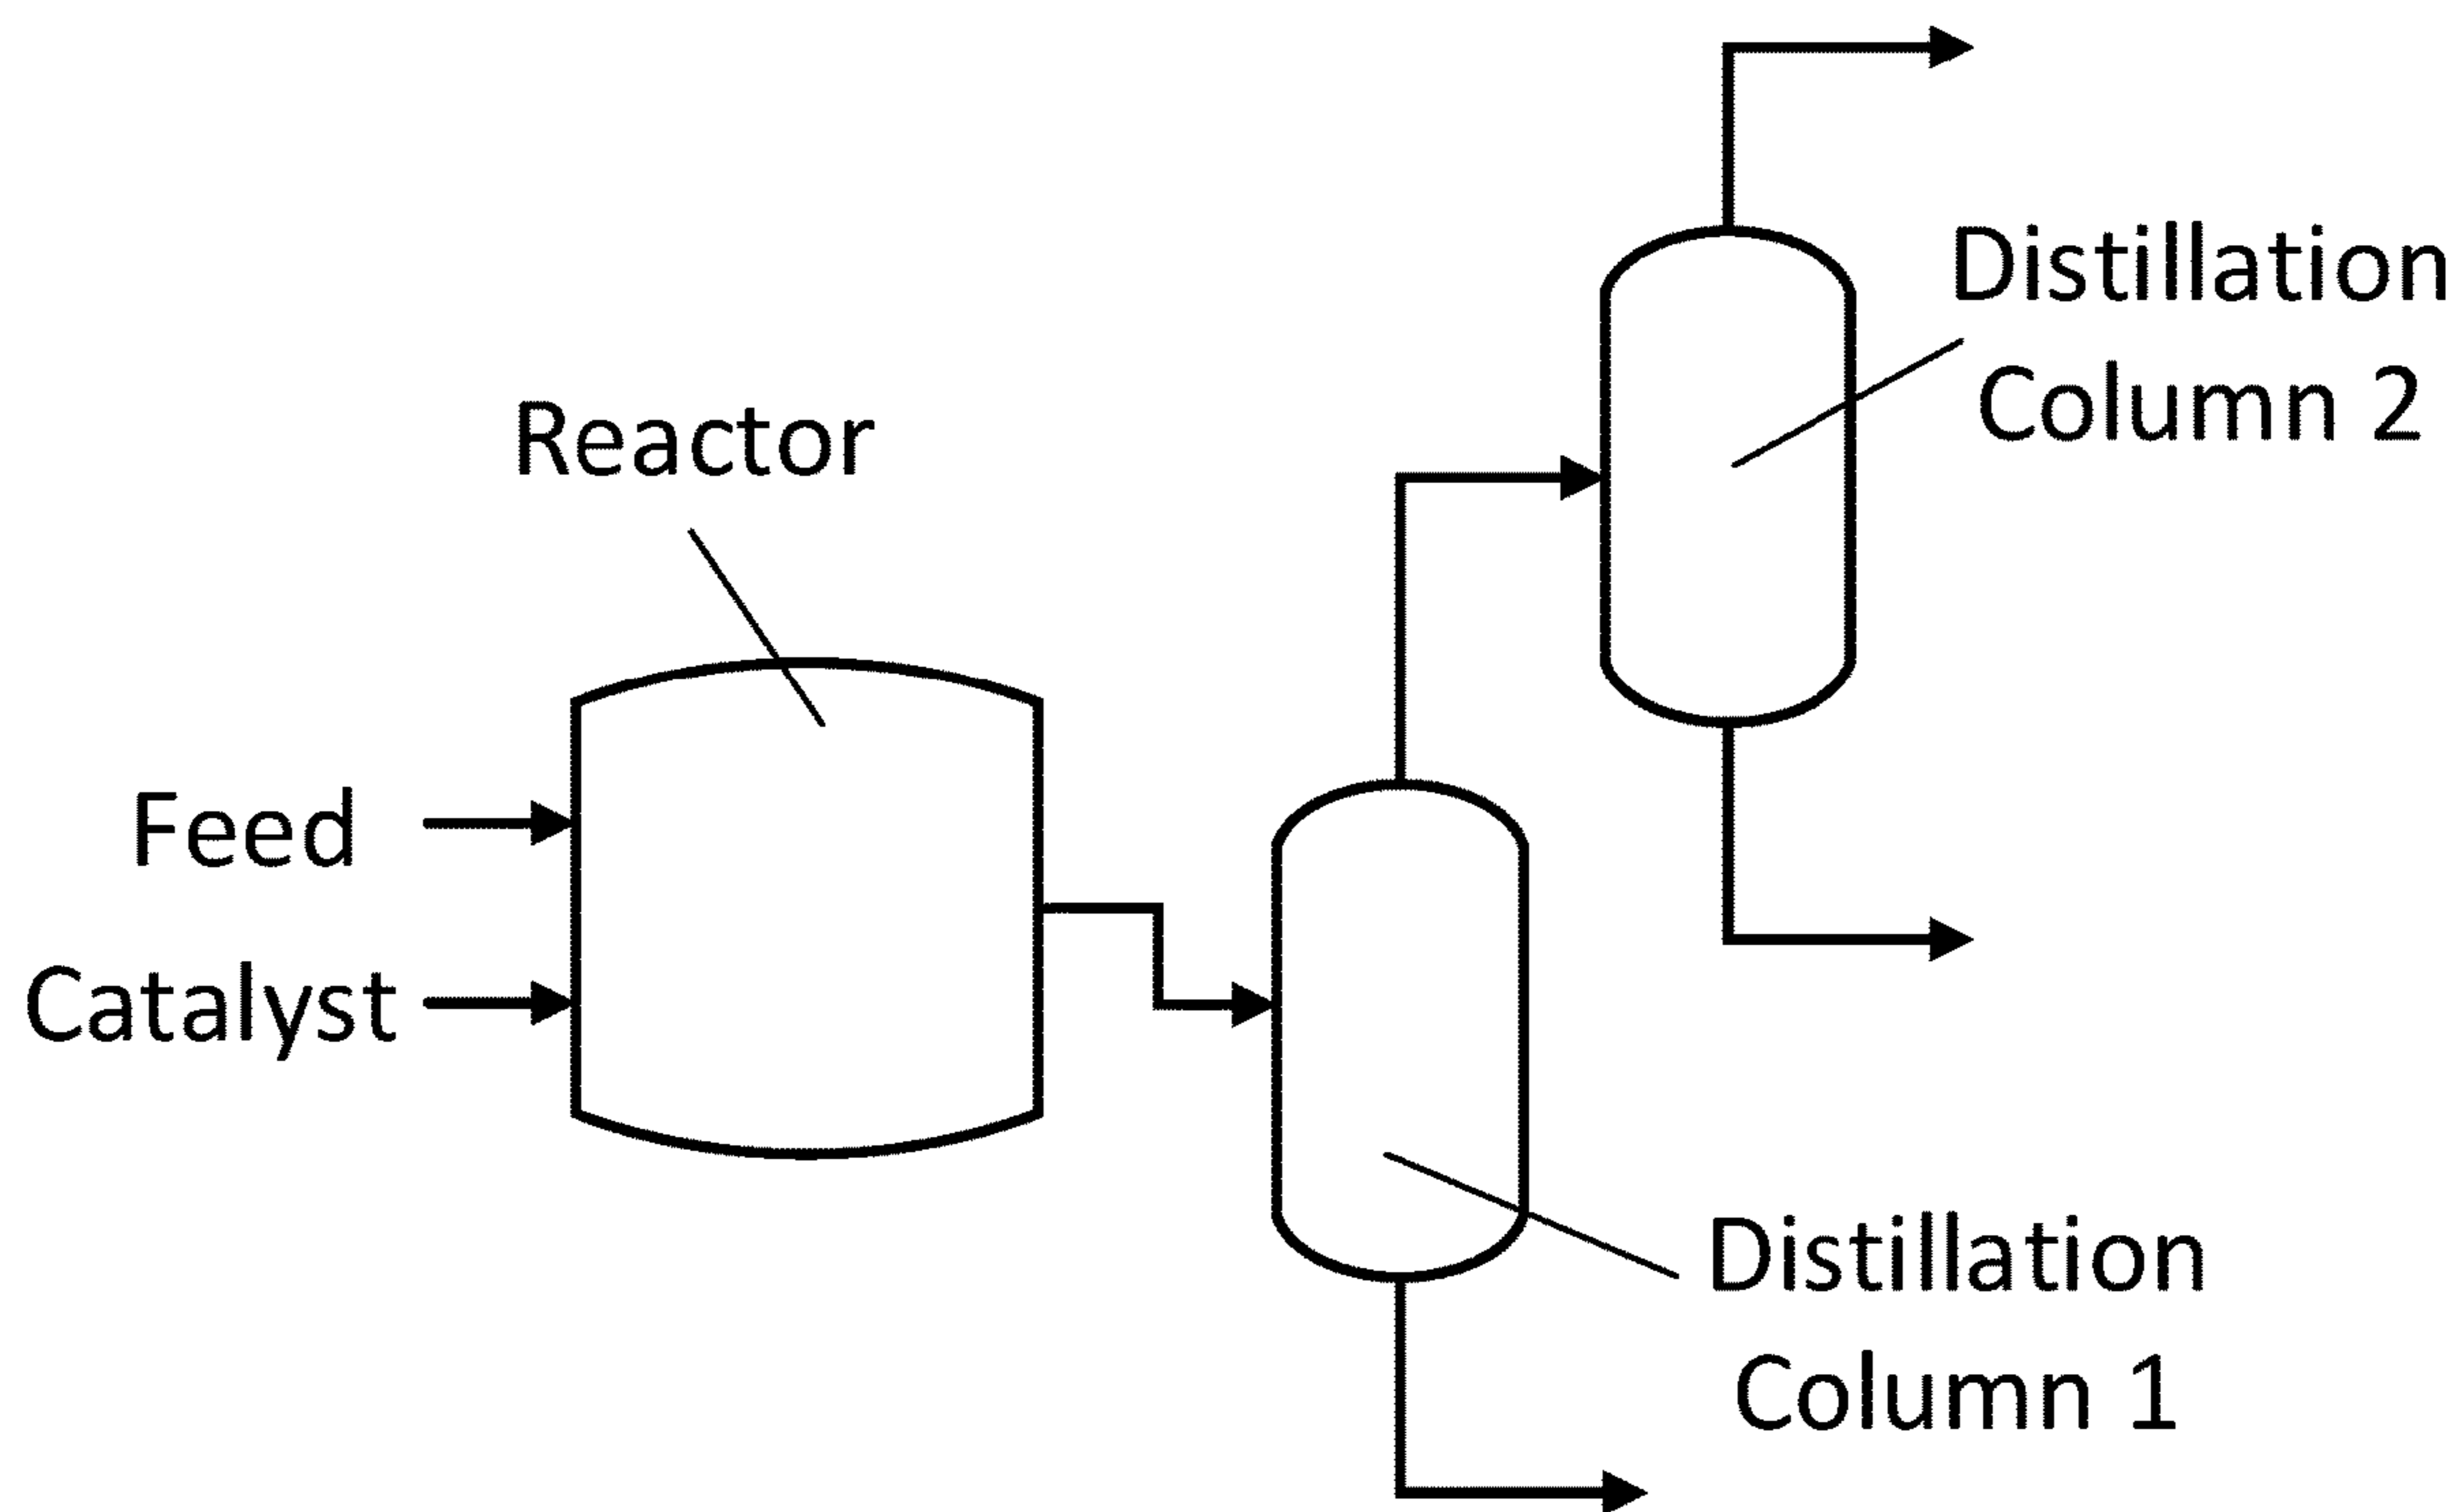 Distillation
Column 2
Reactor
Feed
Catalyst
Distillation
Column 1